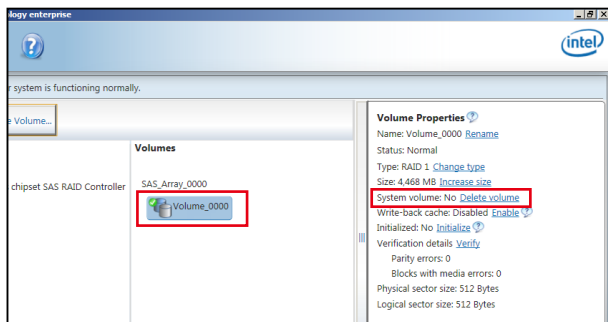 ology enterprise
intel
r system is functioning normally.
e Volume...
Volumes
chipset SAS RAID Controller
SAS_Array_0000
Volume_0000
Volume Properties
Name: Volume_0000 Rename
Status: Normal
Type: RAID 1 Change type
Size: 4,468 MB Increase size
System volume: No Delete volume
Write-back cache: Disabled Enable
Initialized: No Initialize
Verification details Verify
Parity errors: 0
Blocks with media errors: 0
Physical sector size: 512 Bytes
Logical sector size: 512 Bytes